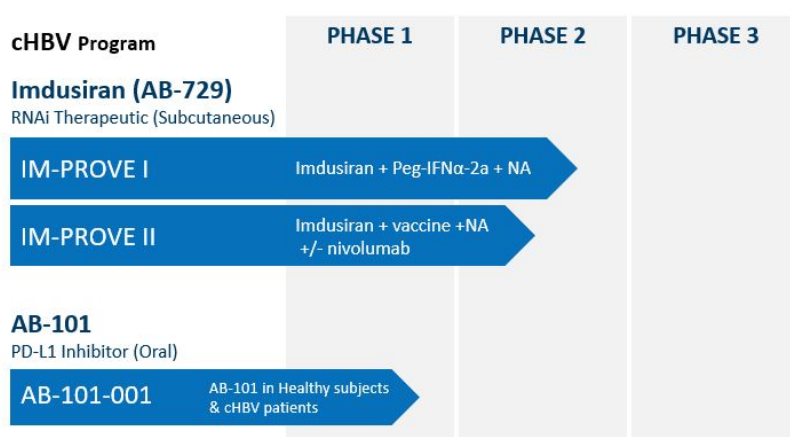 cHBV Program
PHASE 1
PHASE 2
PHASE 3
Imdusiran (AB-729)
RNAi Therapeutic (Subcutaneous)
IM-PROVE I
Imdusiran + Peg-IFNα-2a + NA
IM-PROVE II
Imdusiran + vaccine +NA
+/- nivolumab
AB-101
PD-L1 Inhibitor (Oral)
AB-101-001
AB-101 in Healthy subjects
& cHBV patients